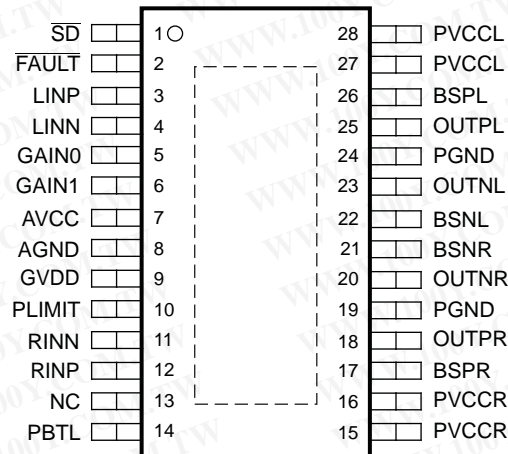 SD 1 28 PVCCL
FAULT 2 27 PVCCL
LINP 3 26 BSPL
LINN 4 25 OUTPL
GAIN0 5 24 PGND
GAIN1 6 23 OUTNL
AVCC 7 22 BSNL
AGND 8 21 BSNR
GVDD 9 20 OUTNR
PLIMIT 10 19 PGND
RINN 11 18 OUTPR
RINP 12 17 BSPR
NC 13 16 PVCCR
PBTL 14 15 PVCCR